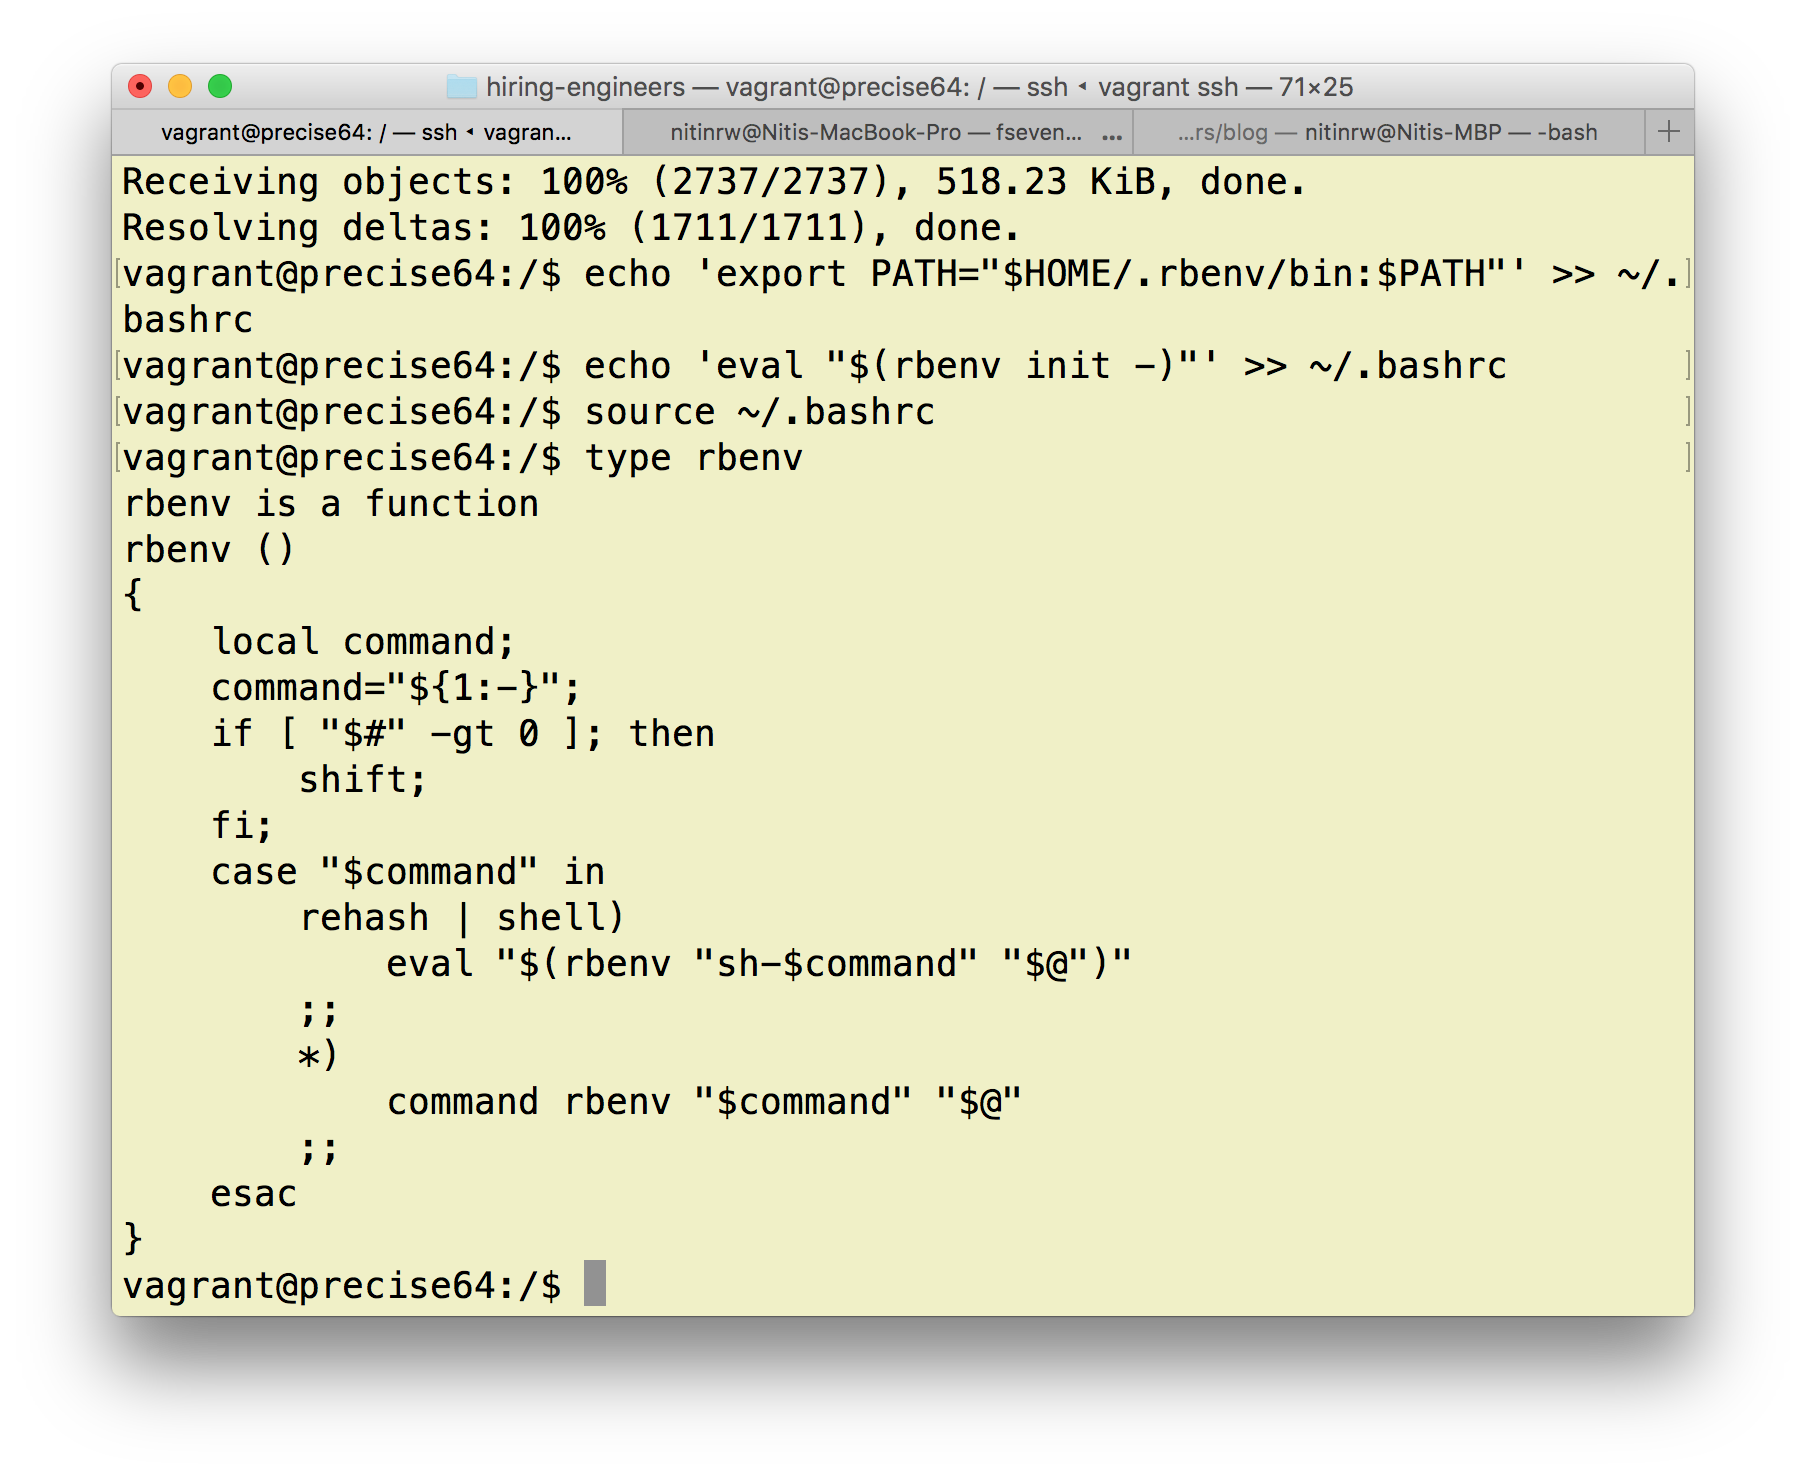 hiring-engineers — vagrant@precise64: / — ssh ◂ vagrant ssh — 71×25
vagrant@precise64: / — ssh ◂ vagran...
nitinrw@Nitis-MacBook-Pro — fseven... ...
...rs/blog — nitinrw@Nitis-MBP — -bash
+
Receiving objects: 100% (2737/2737), 518.23 KiB, done.
Resolving deltas: 100% (1711/1711), done.
[vagrant@precise64:/$ echo 'export PATH="$HOME/.rbenv/bin:$PATH"' >> ~/.]
bashrc
[vagrant@precise64:/$ echo 'eval "$(rbenv init -)"' >> ~/.bashrc ]
[vagrant@precise64:/$ source ~/.bashrc ]
[vagrant@precise64:/$ type rbenv ]
rbenv is a function
rbenv ()
{
    local command;
    command="${1:-}";
    if [ "$#" -gt 0 ]; then
        shift;
    fi;
    case "$command" in
        rehash | shell)
            eval "$(rbenv "sh-$command" "$@")"
        ;;
        *)
            command rbenv "$command" "$@"
        ;;
    esac
}
vagrant@precise64:/$